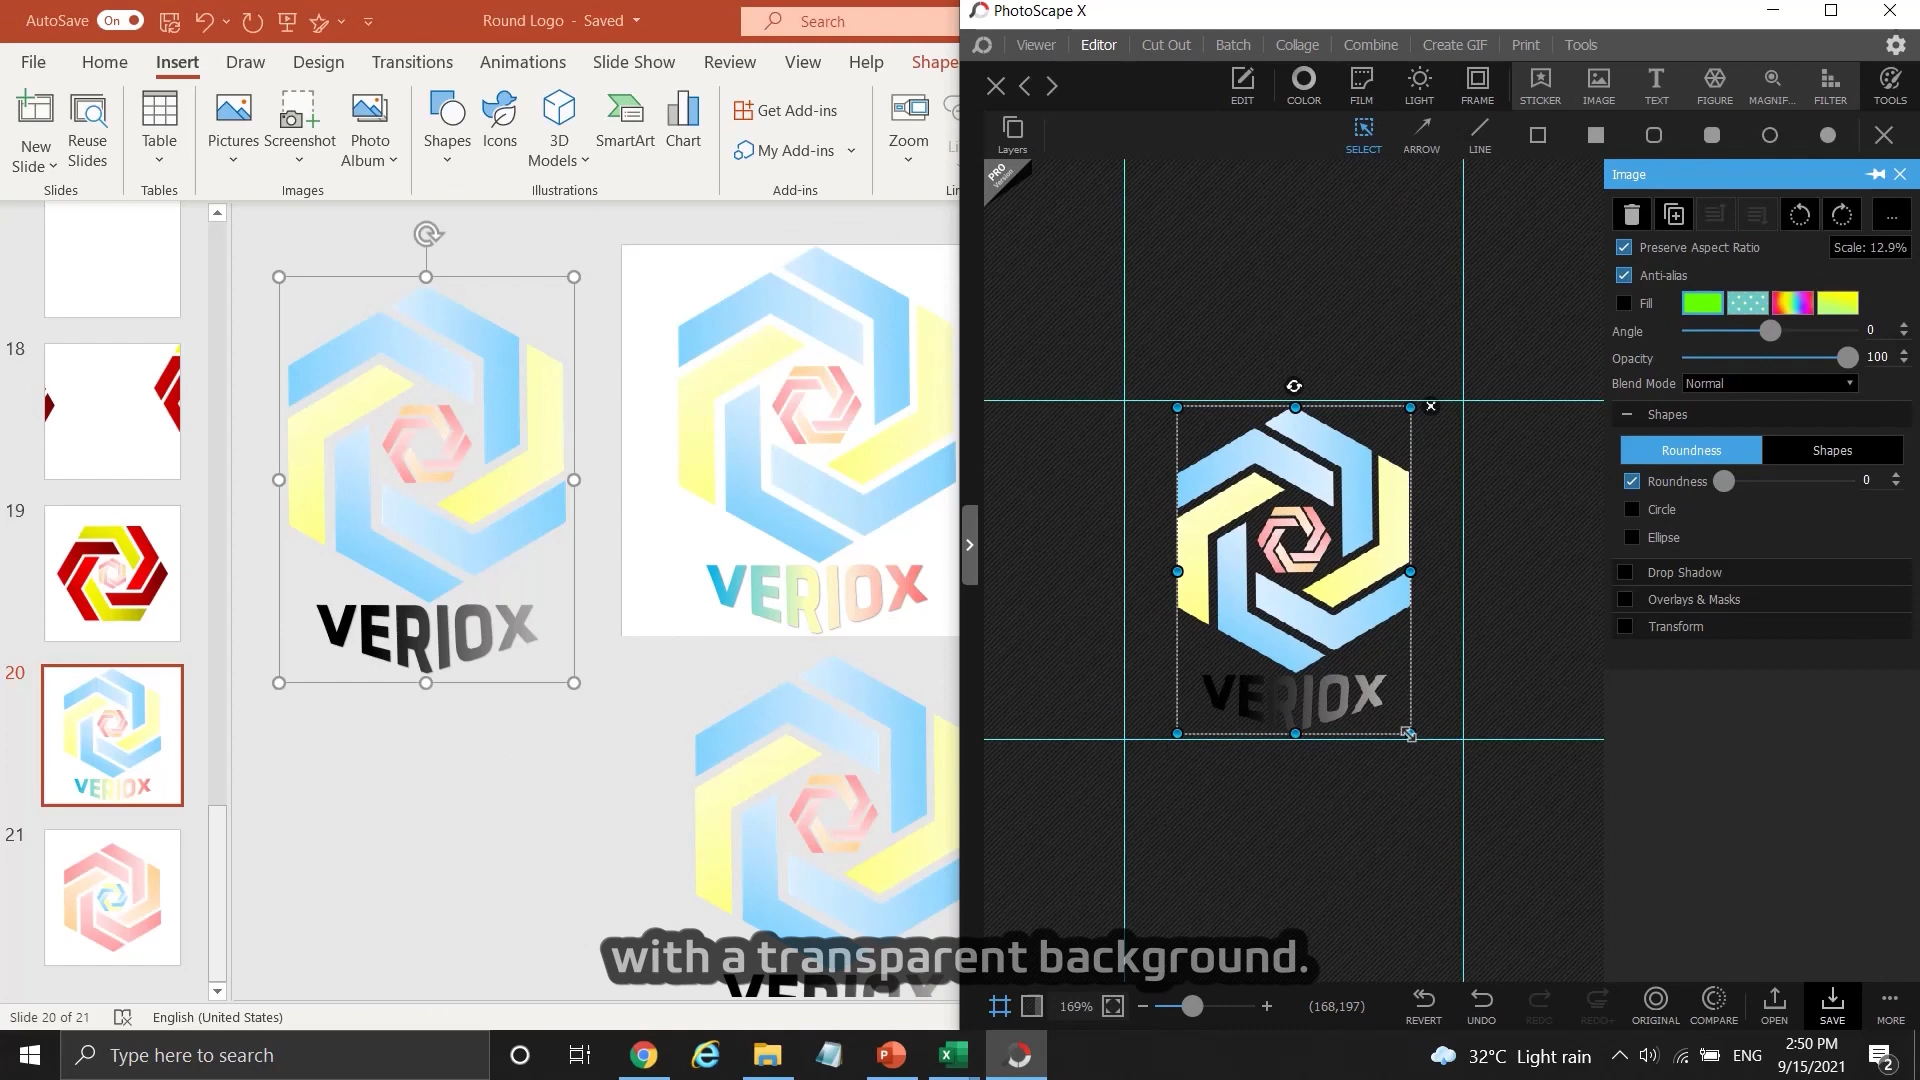 AutoSave On Round Logo - Saved Search
File Home Insert Draw Design Transitions Animations Slide Show Review View Help Shape
New Slide
Reuse Slides
Table
Pictures
Screenshot
Photo Album
Shapes
Icons
3D Models
SmartArt
Chart
Get Add-ins
My Add-ins
Zoom
Slides Tables Images Illustrations Add-ins
18
19
20
VERIOX
21
VERIOX
VERIOX
VERIOX
Slide 20 of 21 English (United States)
PhotoScape X
Viewer Editor Cut Out Batch Collage Combine Create GIF Print Tools
EDIT COLOR FILM LIGHT FRAME STICKER IMAGE TEXT FIGURE MAGNIF... FILTER TOOLS
Layers SELECT ARROW LINE
PRO
Version
Image
...
Preserve Aspect Ratio Scale: 12.9%
Anti-alias
Fill
Angle 0
Opacity 100
Blend Mode Normal
Shapes
Roundness Shapes
Roundness 0
Circle
Ellipse
Drop Shadow
Overlays & Masks
Transform
VERIOX
with a transparent background.
169% (168,197) REVERT UNDO REDO REDO+ ORIGINAL COMPARE OPEN SAVE MORE
Type here to search
32°C Light rain ENG 2:50 PM
9/15/2021
2